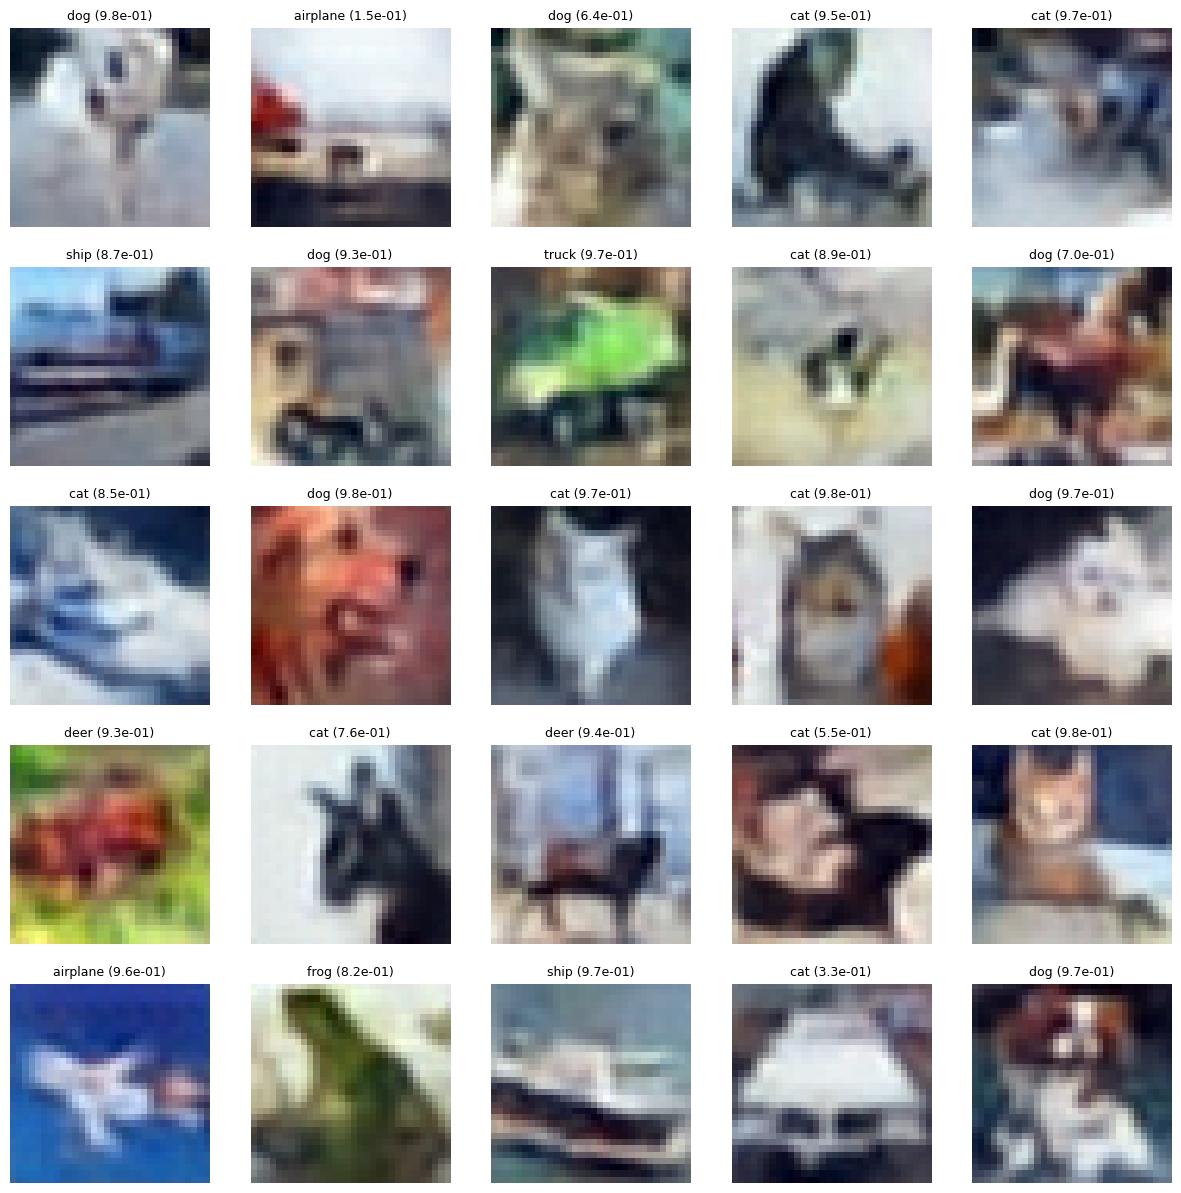 dog (9.8e-01)
airplane (1.5e-01)
dog (6.4e-01)
cat (9.5e-01)
cat (9.7e-01)
ship (8.7e-01)
dog (9.3e-01)
truck (9.7e-01)
cat (8.9e-01)
dog (7.0e-01)
cat (8.5e-01)
dog (9.8e-01)
cat (9.7e-01)
cat (9.8e-01)
dog (9.7e-01)
deer (9.3e-01)
cat (7.6e-01)
deer (9.4e-01)
cat (5.5e-01)
cat (9.8e-01)
airplane (9.6e-01)
frog (8.2e-01)
ship (9.7e-01)
cat (3.3e-01)
dog (9.7e-01)